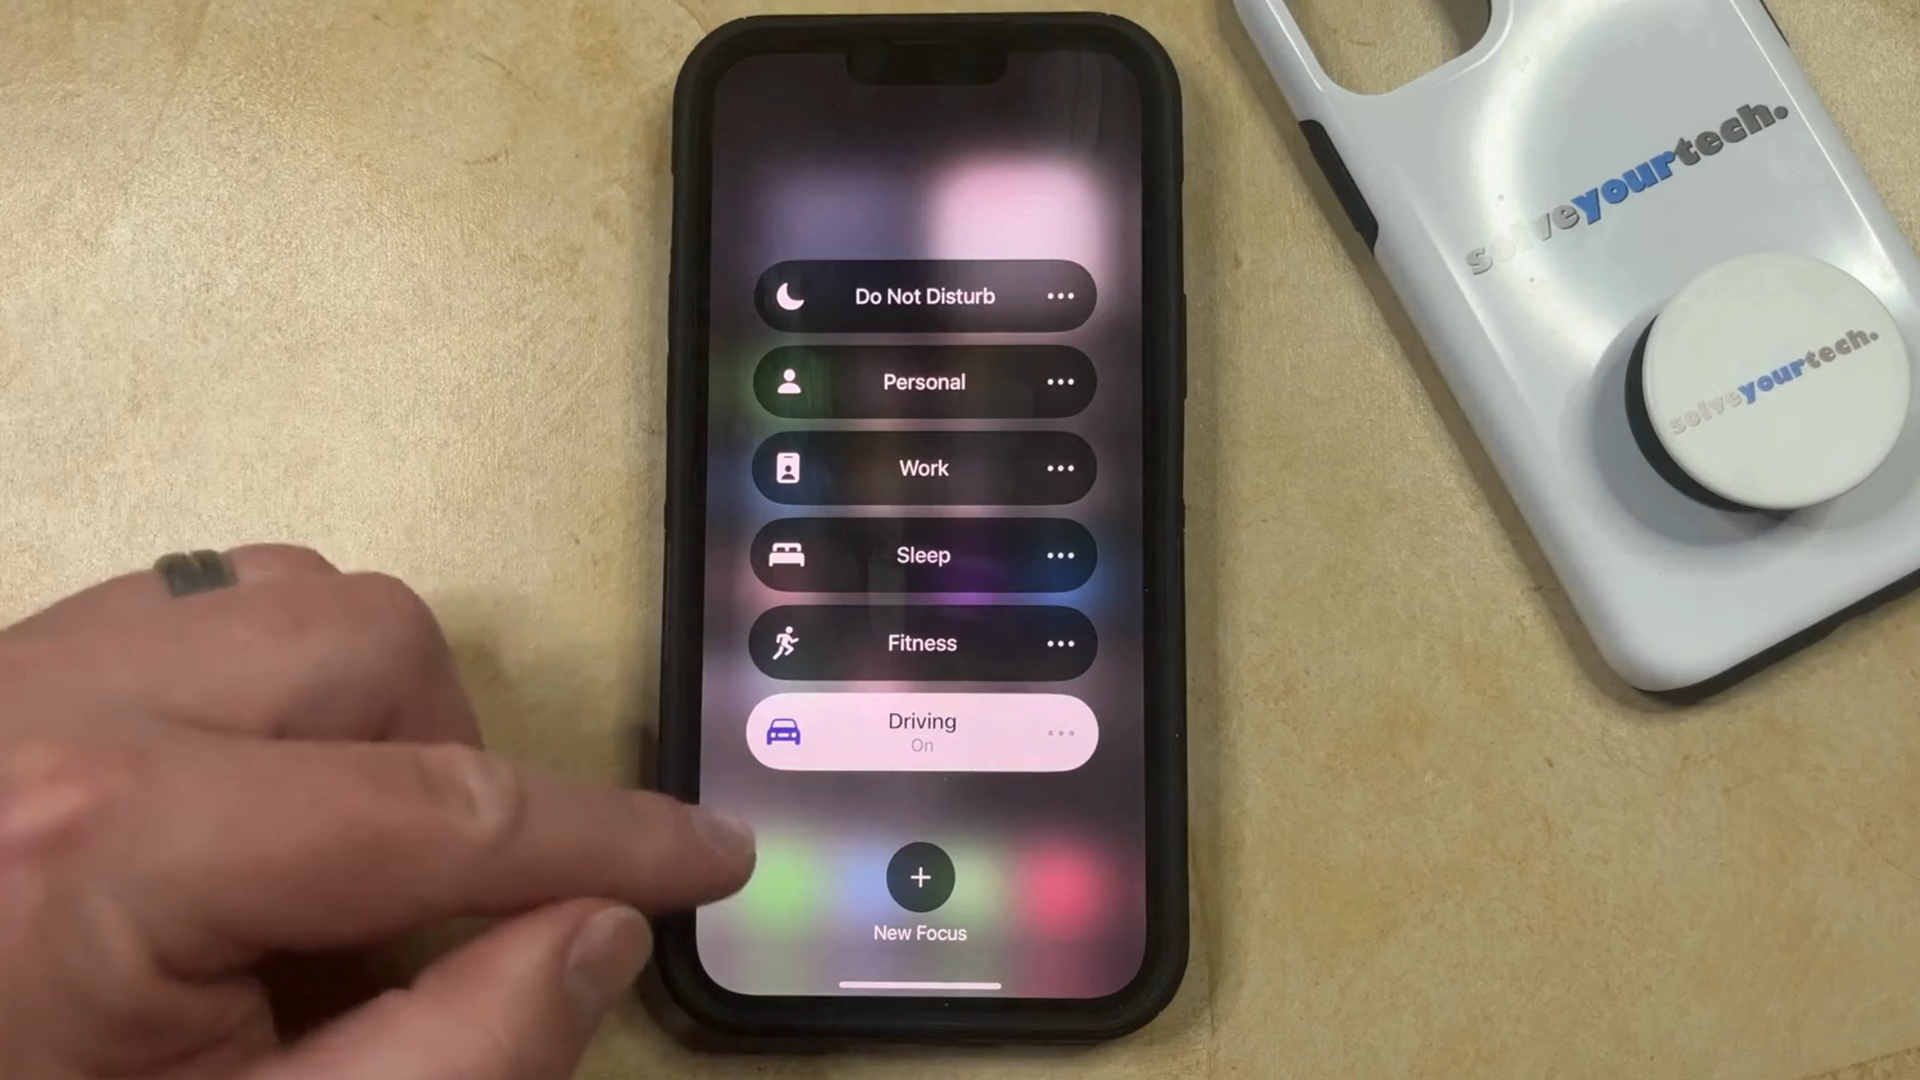 Do Not Disturb
Personal
Work
Sleep
Fitness
Driving
On
New Focus
solveyourtech.
solveyourtech.